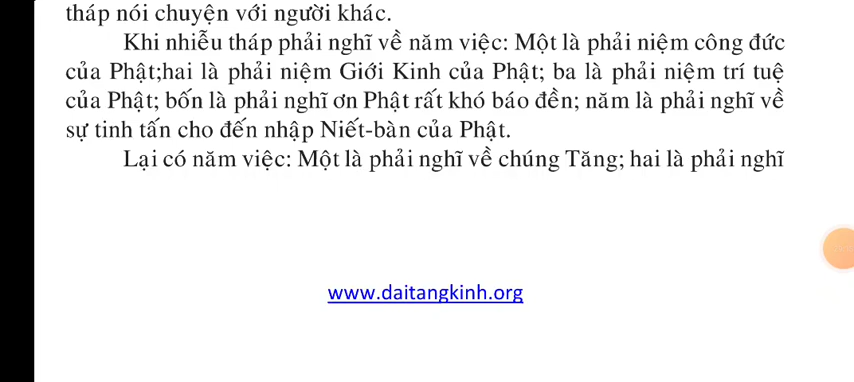 tháp nói chuyện với người khác.
Khi nhiễu tháp phải nghĩ về năm việc: Một là phải niệm công đức
của Phật;hai là phải niệm Giới Kinh của Phật; ba là phải niệm trí tuệ
của Phật; bốn là phải nghĩ ơn Phật rất khó báo đền; năm là phải nghĩ về
sự tinh tấn cho đến nhập Niết-bàn của Phật.
Lại có năm việc: Một là phải nghĩ về chúng Tăng; hai là phải nghĩ
www.daitangkinh.org